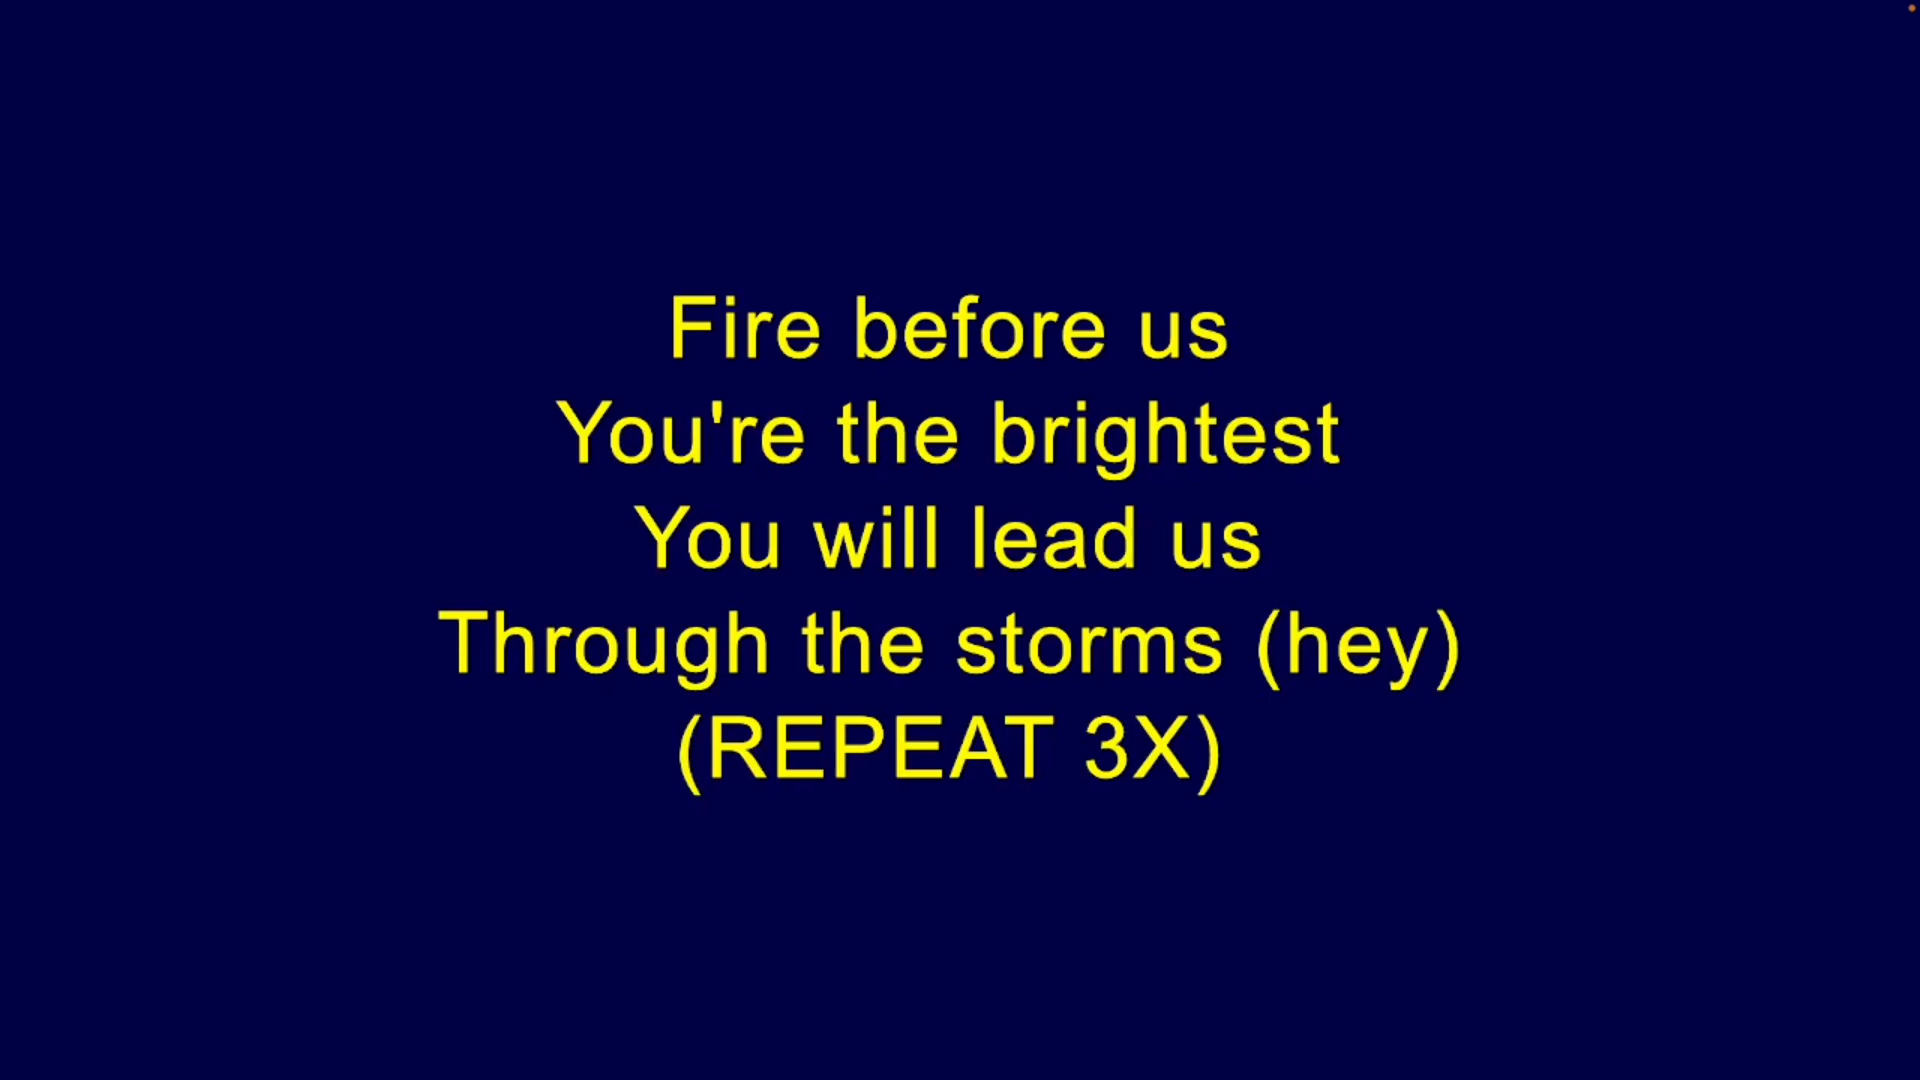 Fire before us
You're the brightest
You will lead us
Through the storms (hey)
(REPEAT 3X)